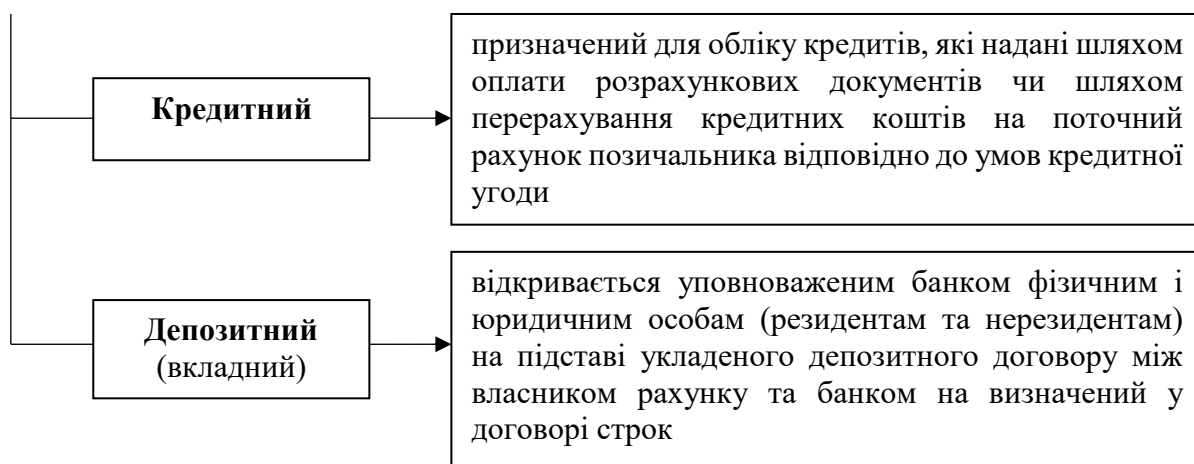 Кредитний
призначений для обліку кредитів, які надані шляхом
оплати розрахункових документів чи шляхом
перерахування кредитних коштів на поточний
рахунок позичальника відповідно до умов кредитної
угоди
Депозитний
(вкладний)
відкривається уповноваженим банком фізичним і
юридичним особам (резидентам та нерезидентам)
на підставі укладеного депозитного договору між
власником рахунку та банком на визначений у
договорі строк